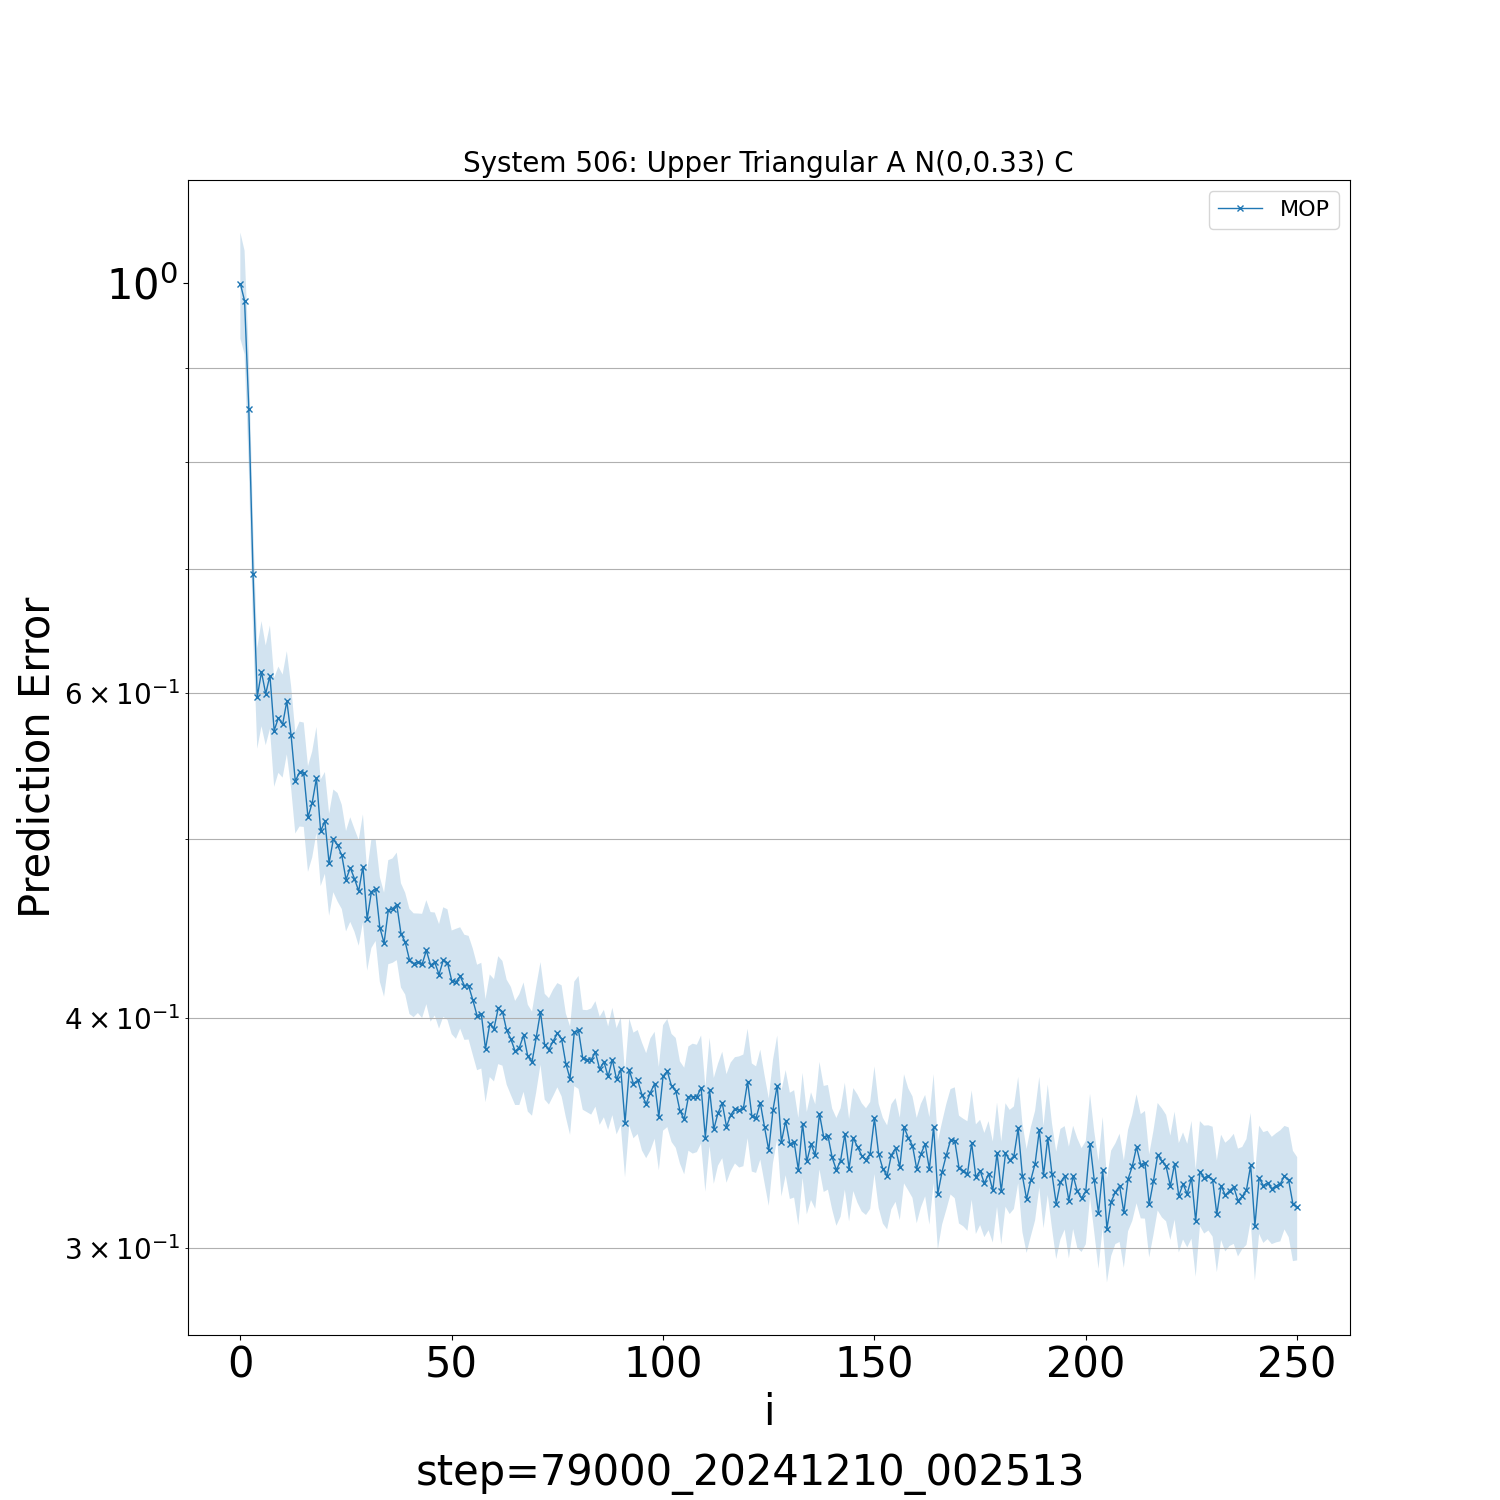 System 506: Upper Triangular A N(0,0.33) C
MOP
10⁰
6 × 10⁻¹
4 × 10⁻¹
3 × 10⁻¹
Prediction Error
0 50 100 150 200 250
i
step=79000_20241210_002513